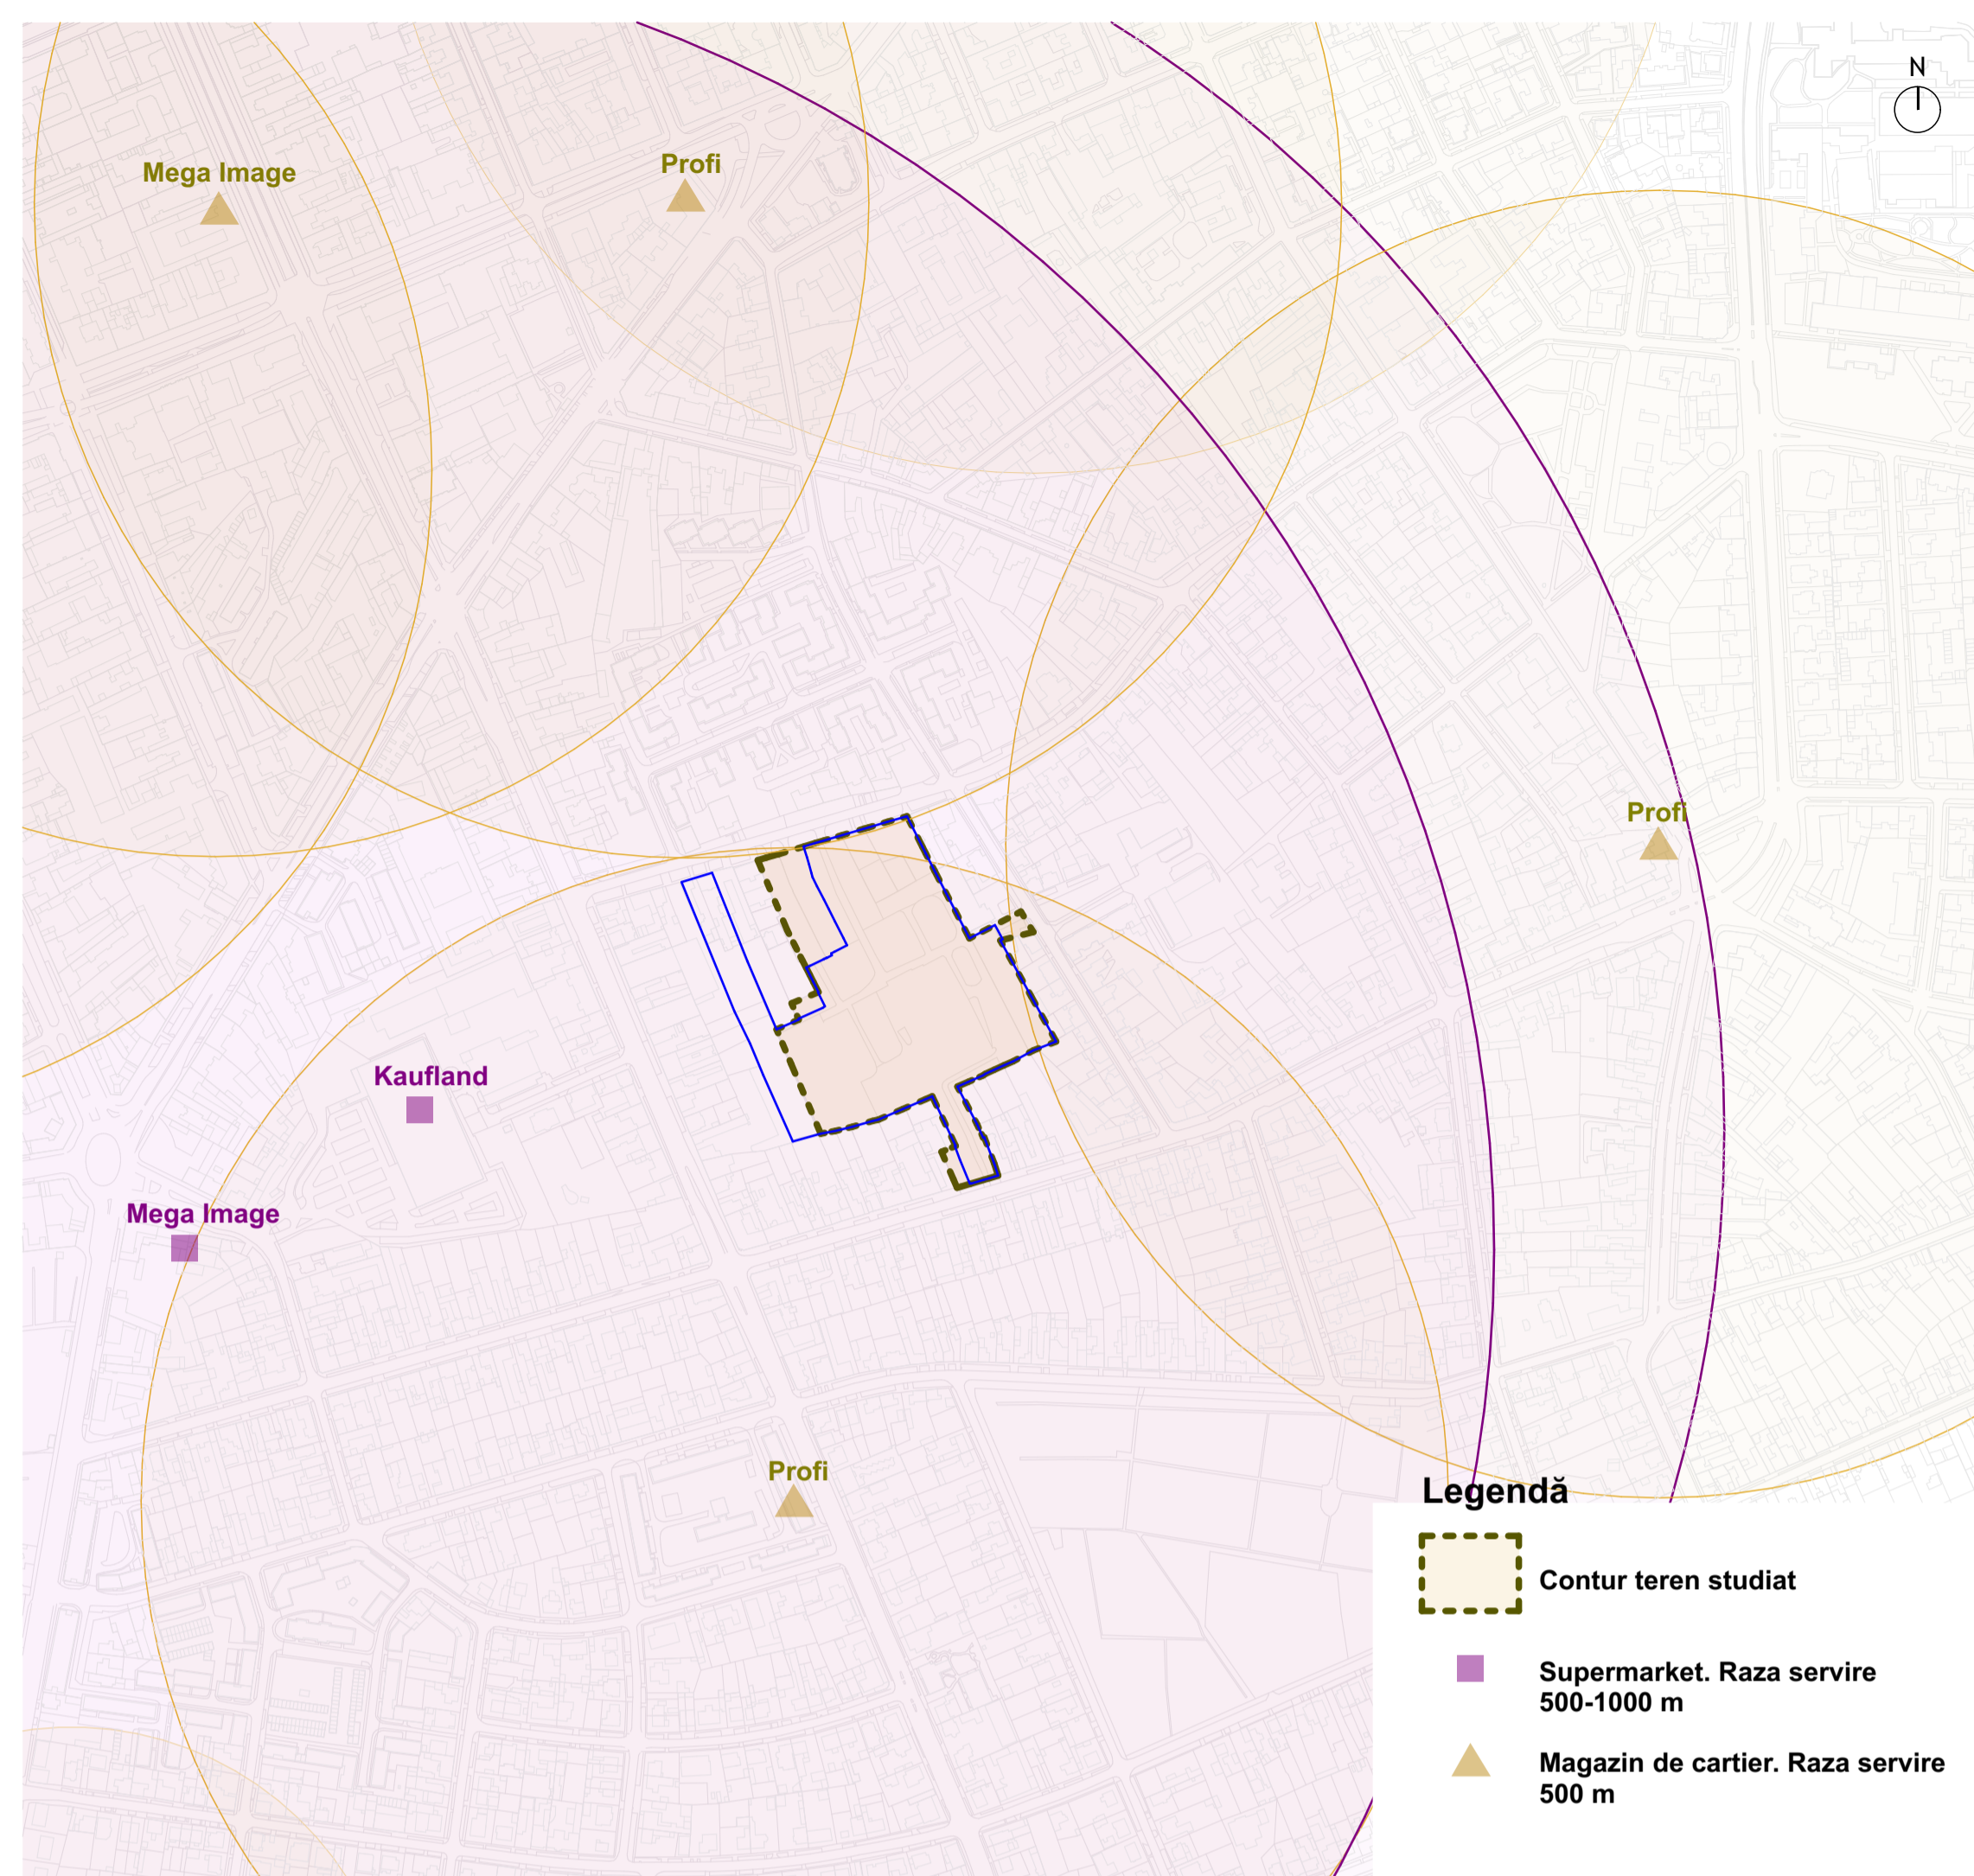 N
Mega Image
Profi
Profi
Kaufland
Mega Image
Profi
Legendă
Contur teren studiat
Supermarket. Raza servire
500-1000 m
Magazin de cartier. Raza servire
500 m